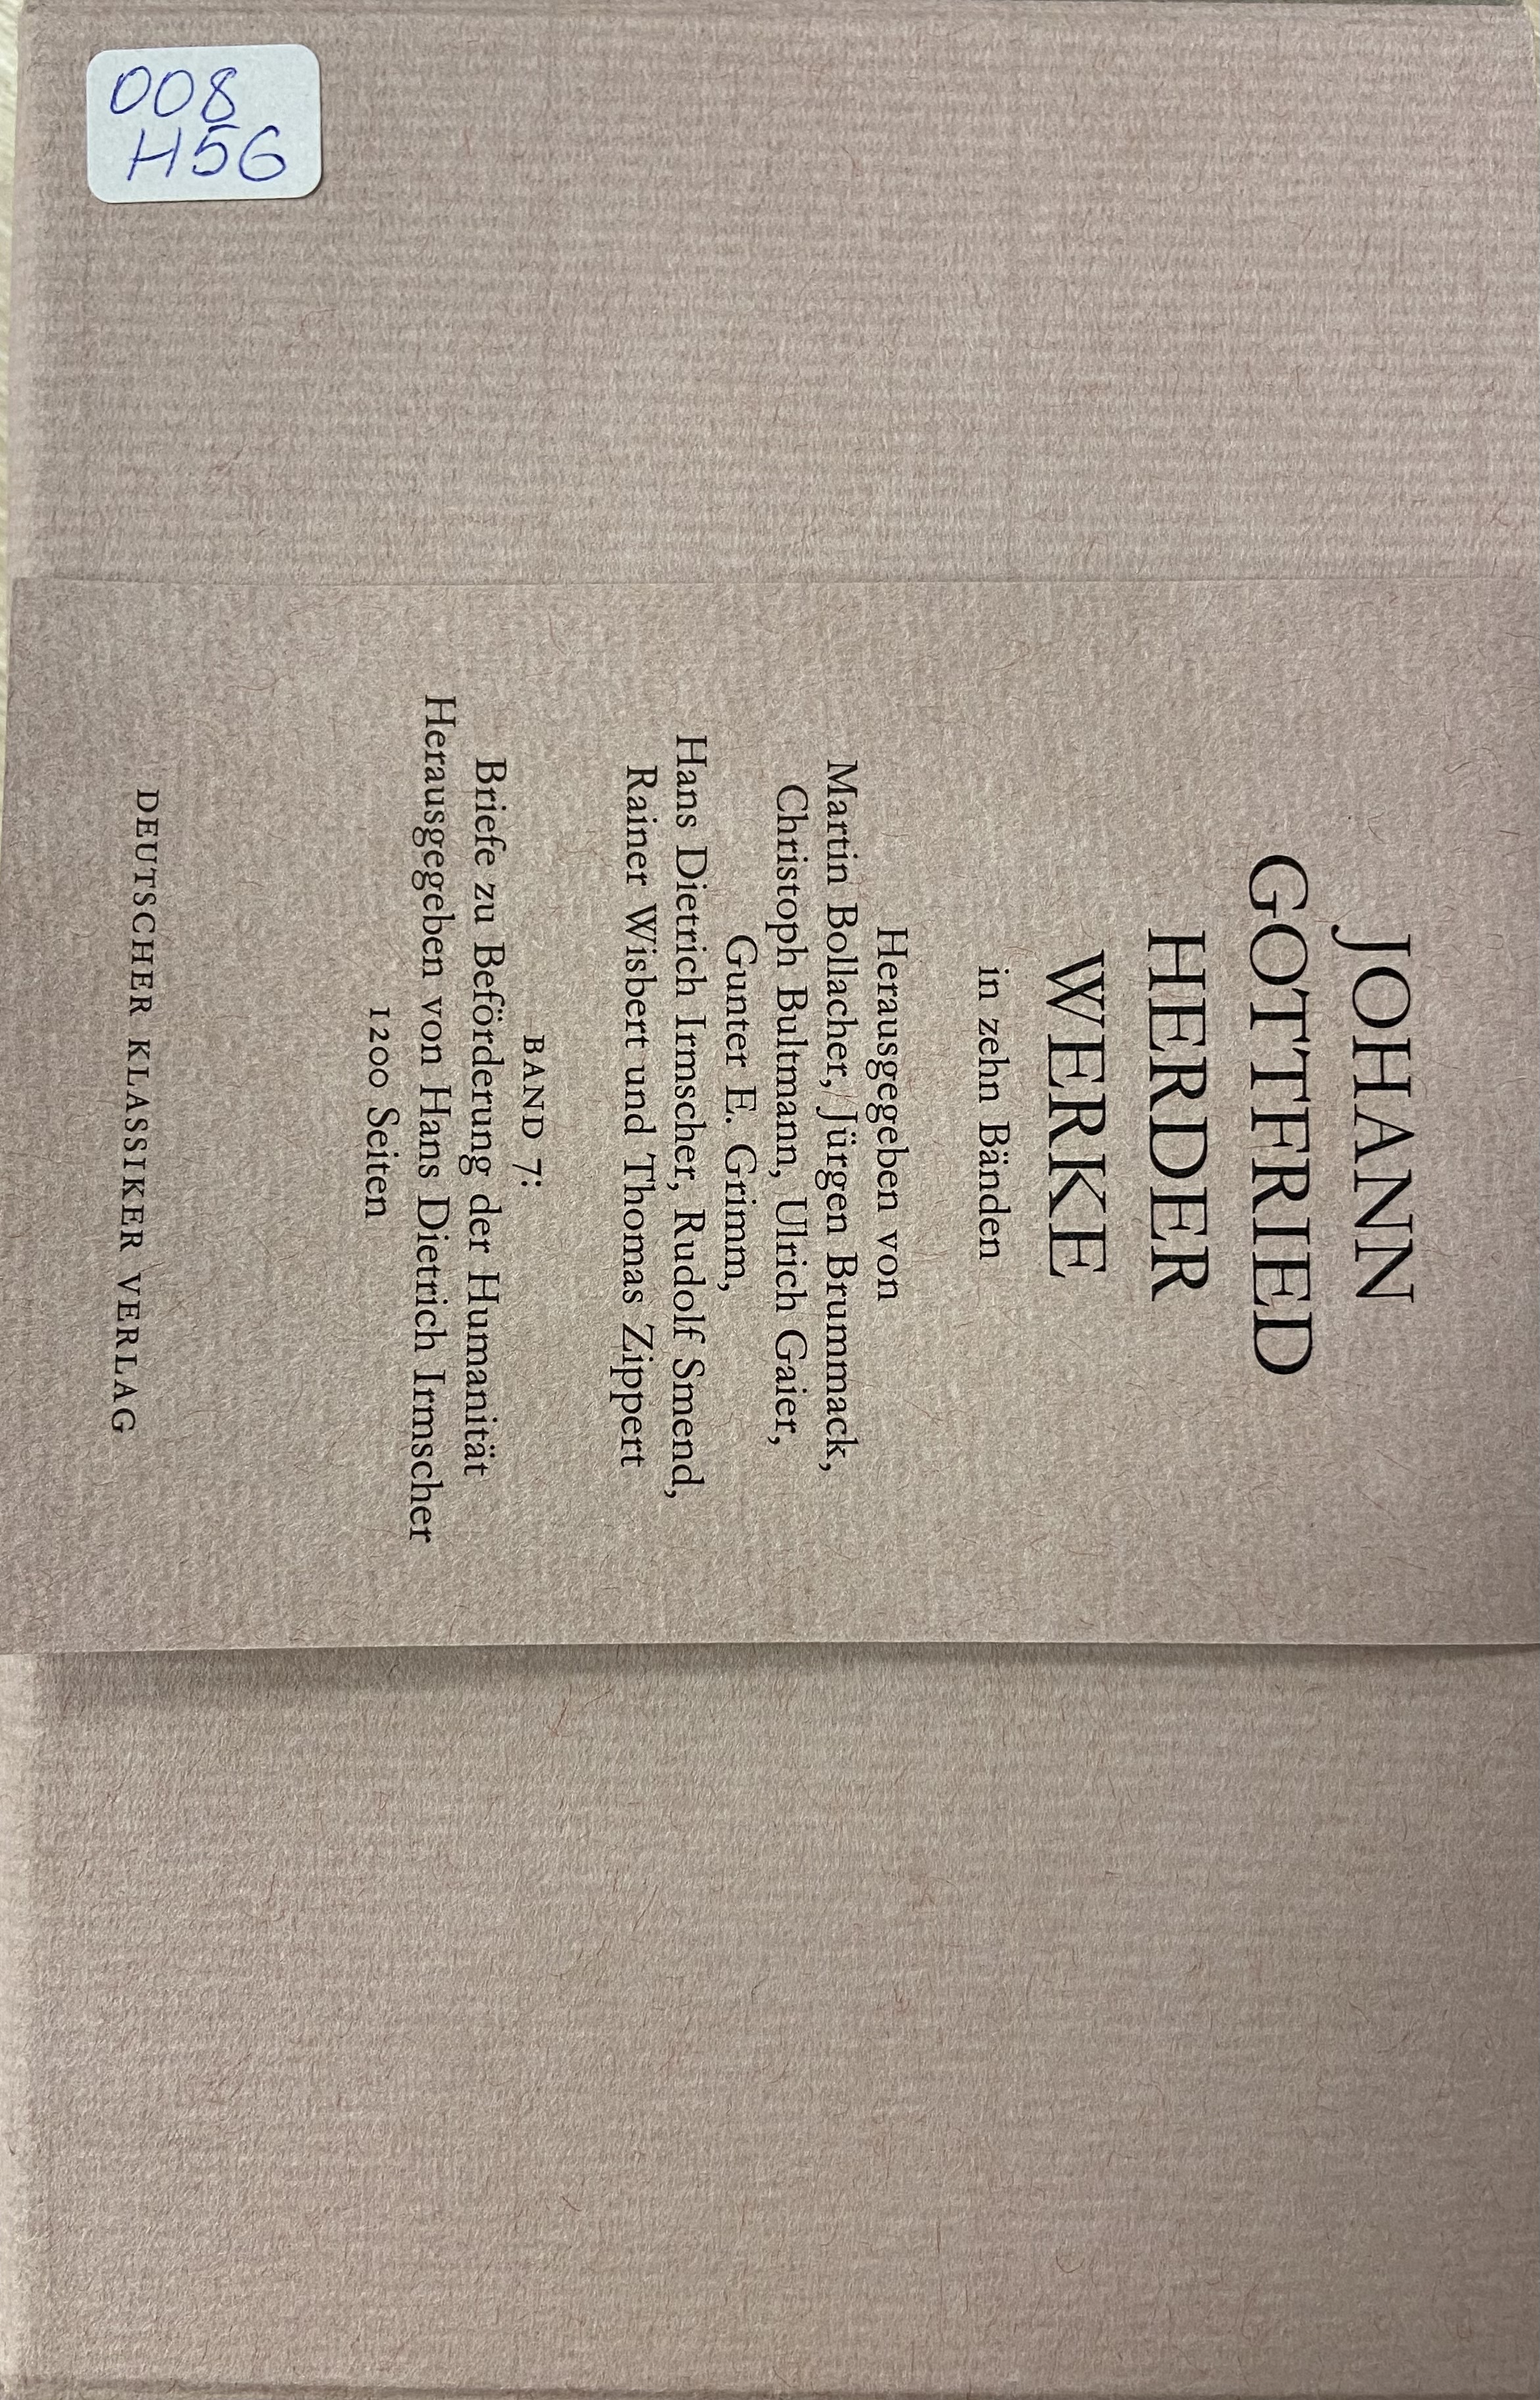 008
H56
JOHANN
GOTTFRIED
HERDER
WERKE
in zehn Bänden
Herausgegeben von
Martin Bollacher, Jürgen Brummack,
Christoph Bultmann, Ulrich Gaier,
Gunter E. Grimm,
Hans Dietrich Irmscher, Rudolf Smend,
Rainer Wisbert und Thomas Zippert
BAND 7:
Briefe zu Beförderung der Humanität
Herausgegeben von Hans Dietrich Irmscher
1200 Seiten
DEUTSCHER KLASSIKER VERLAG